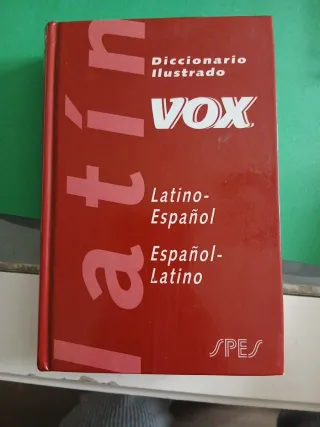 latín
Diccionario
Ilustrado
VOX
Latino-
Español
Español-
Latino
SPES